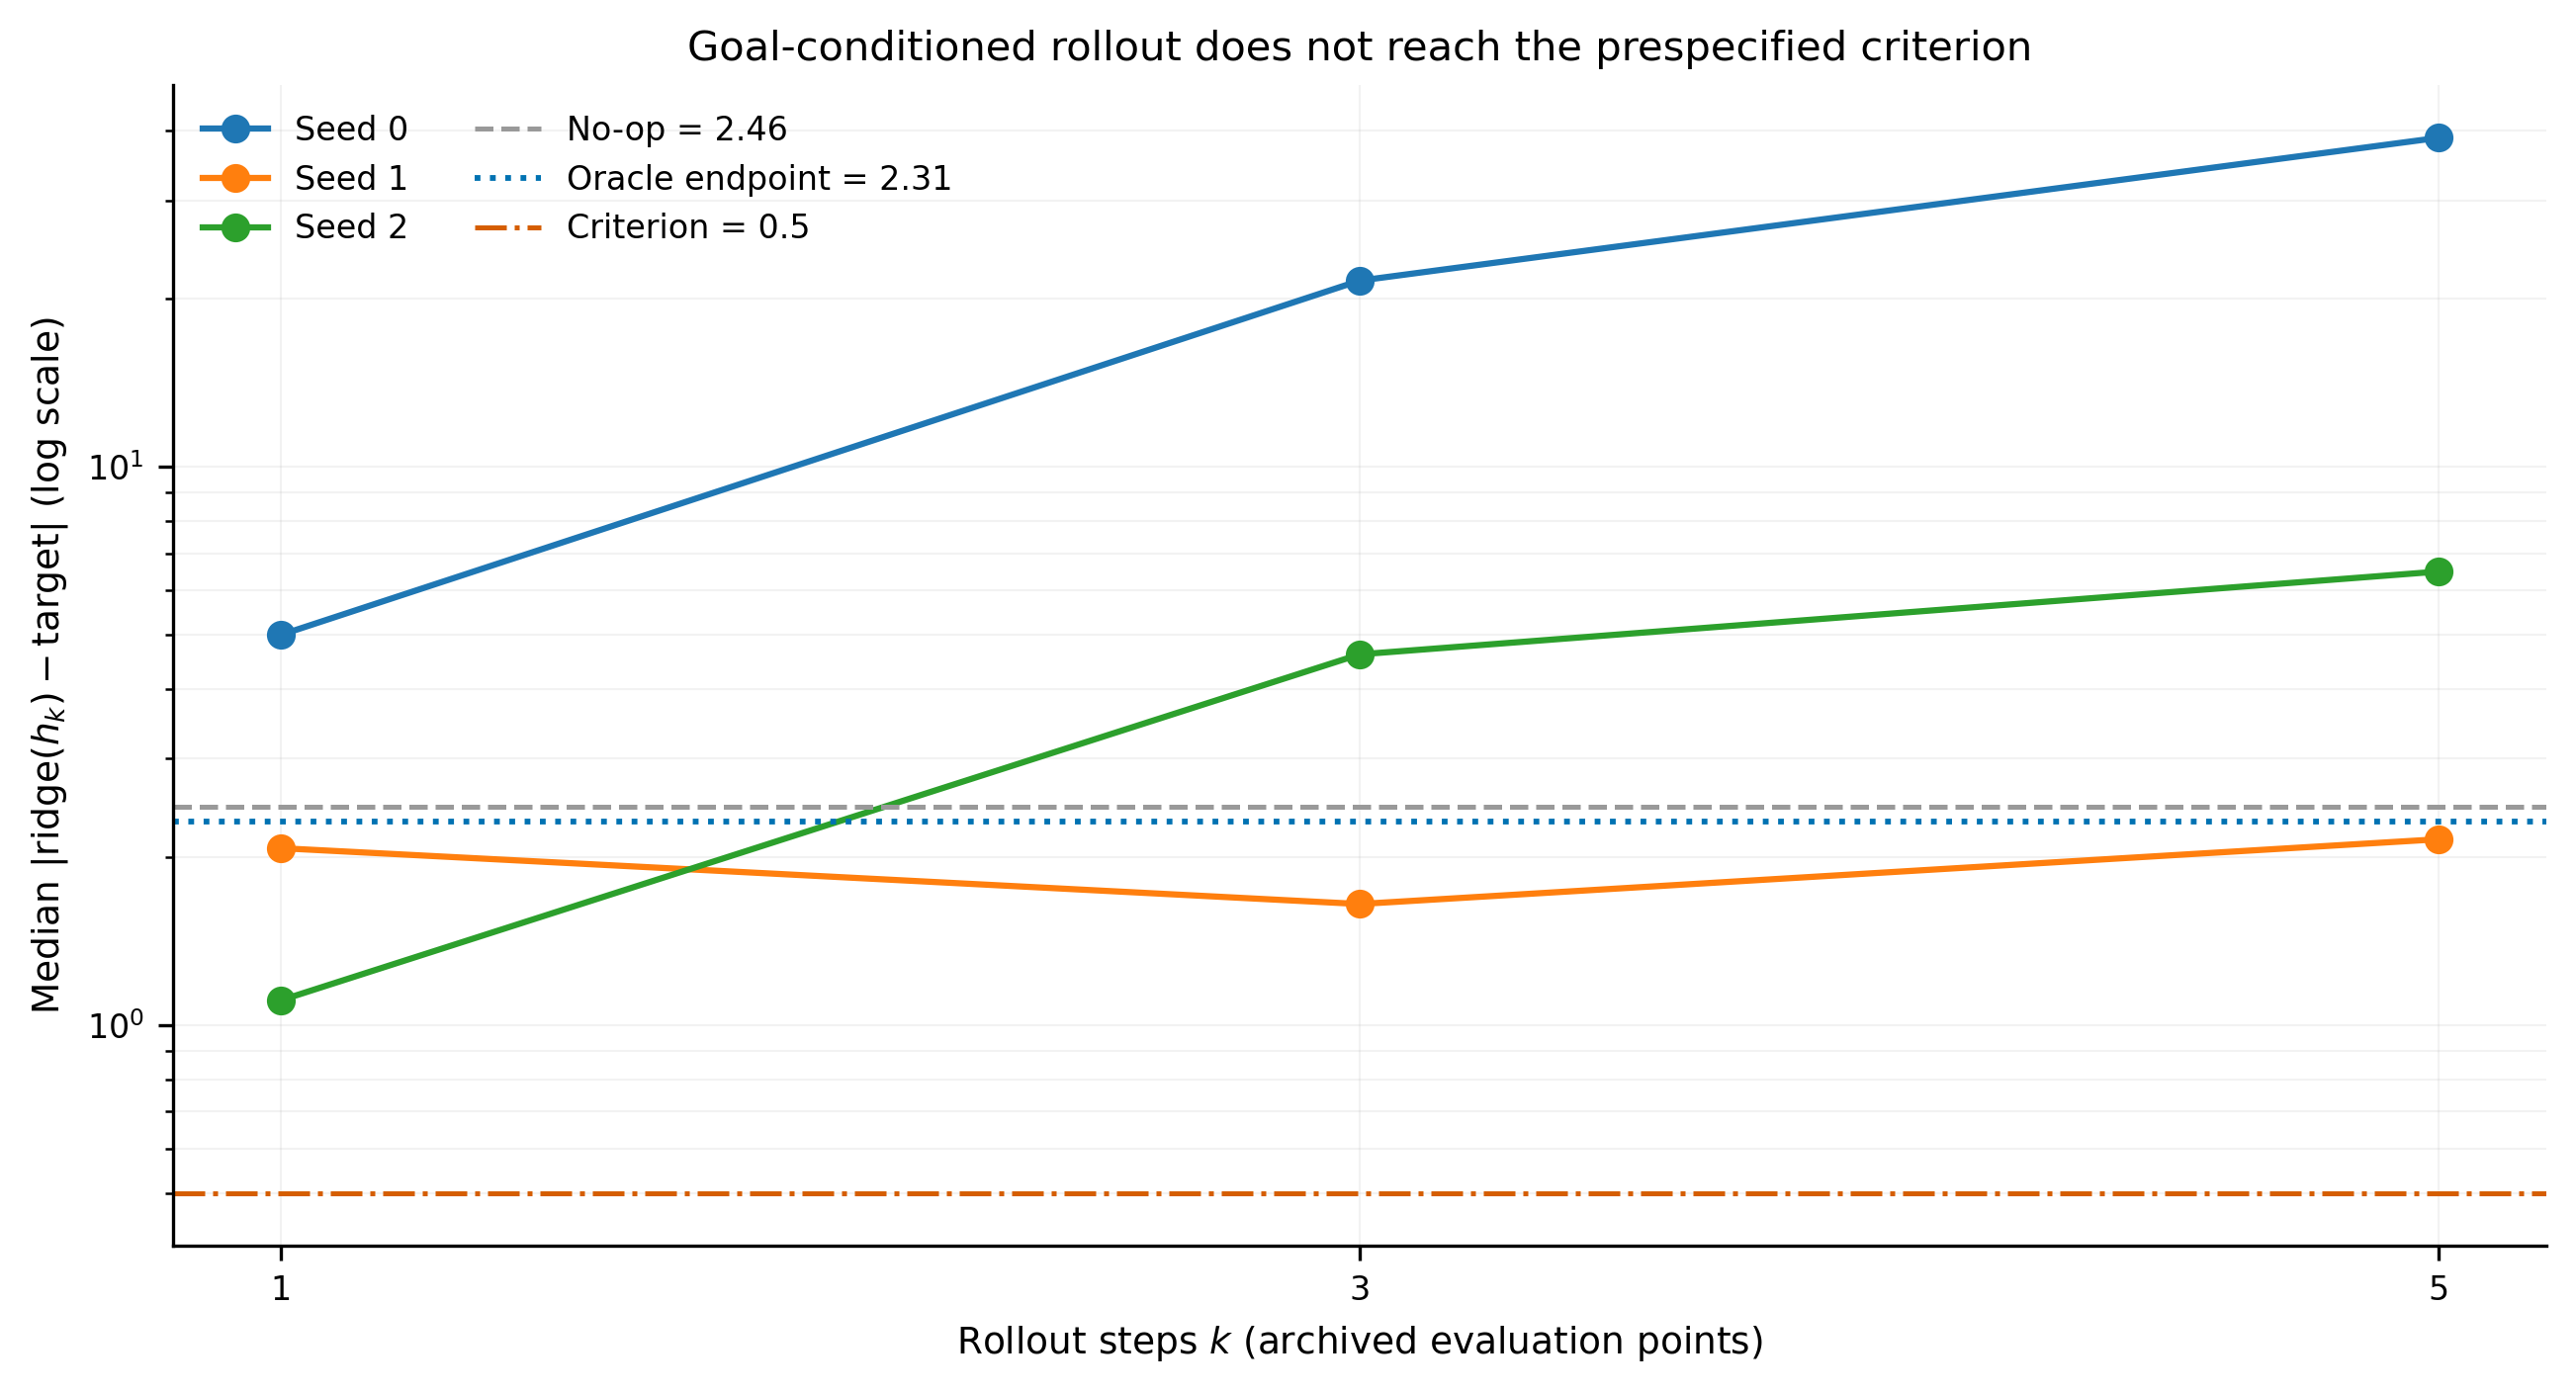 Goal-conditioned rollout does not reach the prespecified criterion
Seed 0
Seed 1
Seed 2
No-op = 2.46
Oracle endpoint = 2.31
Criterion = 0.5
Median |ridge(hₖ) − target| (log scale)
10¹
10⁰
1
3
5
Rollout steps k (archived evaluation points)